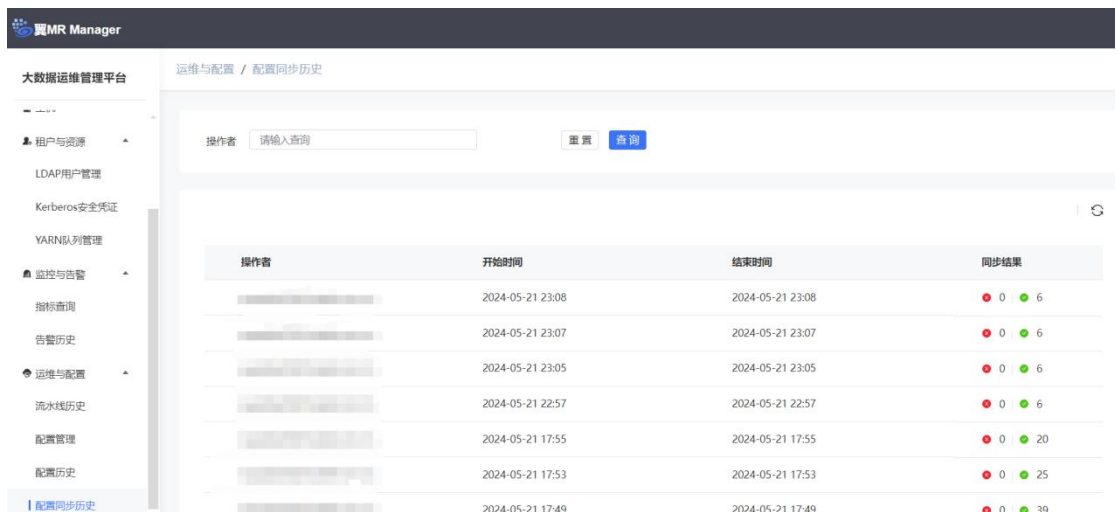 翼MR Manager
大数据运维管理平台
租户与资源
LDAP用户管理
Kerberos安全凭证
YARN队列管理
监控与告警
指标查询
告警历史
运维与配置
流水线历史
配置管理
配置历史
配置同步历史
运维与配置 / 配置同步历史
操作者 请输入查询 重置 查询
操作者 开始时间 结束时间 同步结果
2024-05-21 23:08 2024-05-21 23:08 0 6
2024-05-21 23:07 2024-05-21 23:07 0 6
2024-05-21 23:05 2024-05-21 23:05 0 6
2024-05-21 22:57 2024-05-21 22:57 0 6
2024-05-21 17:55 2024-05-21 17:55 0 20
2024-05-21 17:53 2024-05-21 17:53 0 25
2024-05-21 17:49 2024-05-21 17:49 0 39